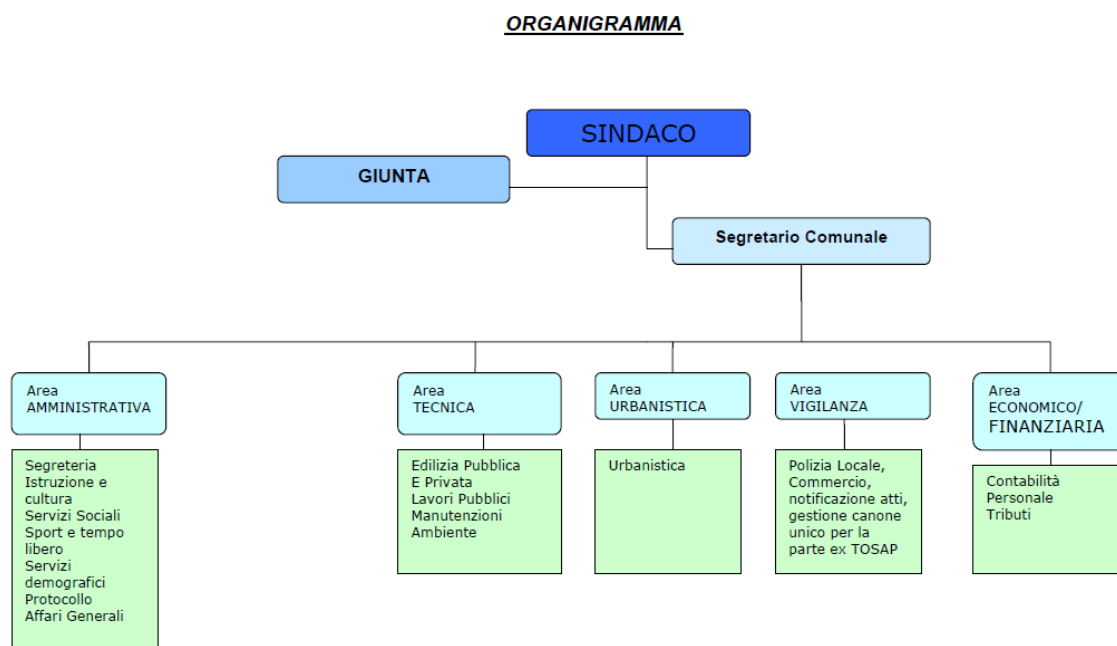 ORGANIGRAMMA
SINDACO
GIUNTA
Segretario Comunale
Area
AMMINISTRATIVA
Segreteria
Istruzione e
cultura
Servizi Sociali
Sport e tempo
libero
Servizi
demografici
Protocollo
Affari Generali
Area
TECNICA
Edilizia Pubblica
E Privata
Lavori Pubblici
Manutenzioni
Ambiente
Area
URBANISTICA
Urbanistica
Area
VIGILANZA
Polizia Locale,
Commercio,
notificazione atti,
gestione canone
unico per la
parte ex TOSAP
Area
ECONOMICO/
FINANZIARIA
Contabilità
Personale
Tributi